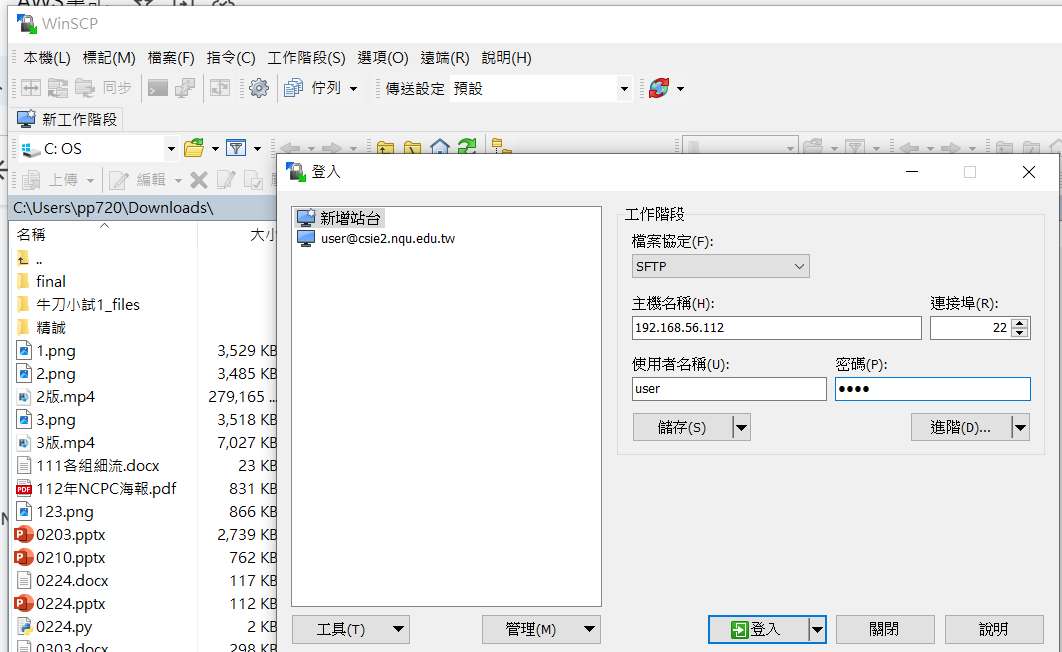 WinSCP
本機(L) 標記(M) 檔案(F) 指令(C) 工作階段(S) 選項(O) 遠端(R) 說明(H)
同步 佇列 傳送設定 預設
新工作階段
C: OS
上傳 編輯
登入
C:\Users\pp720\Downloads\
名稱 大小
..
final
牛刀小試1_files
精誠
1.png 3,529 KB
2.png 3,485 KB
2版.mp4 279,165 ...
3.png 3,518 KB
3版.mp4 7,027 KB
111各組細流.docx 23 KB
112年NCPC海報.pdf 831 KB
123.png 866 KB
0203.pptx 2,739 KB
0210.pptx 762 KB
0224.docx 117 KB
0224.pptx 112 KB
0224.py 2 KB
0303.docx 298 KB
新增站台
user@csie2.nqu.edu.tw
工作階段
檔案協定(F):
SFTP
主機名稱(H): 連接埠(R):
192.168.56.112 22
使用者名稱(U): 密碼(P):
user ●●●●
儲存(S) 進階(D)...
工具(T) 管理(M) 登入 關閉 說明